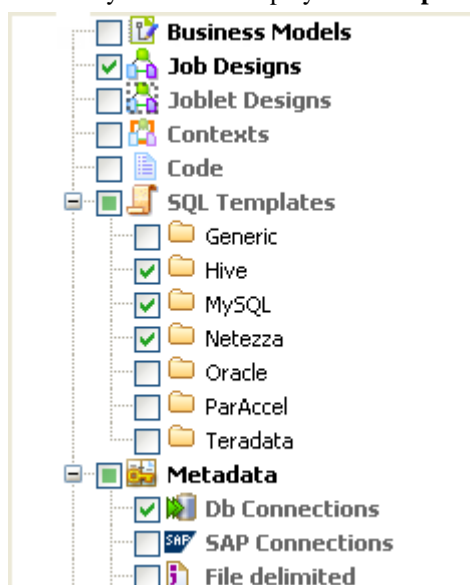 Business Models
Job Designs
Joblet Designs
Contexts
Code
SQL Templates
Generic
Hive
MySQL
Netezza
Oracle
ParAccel
Teradata
Metadata
Db Connections
SAP SAP Connections
File delimited